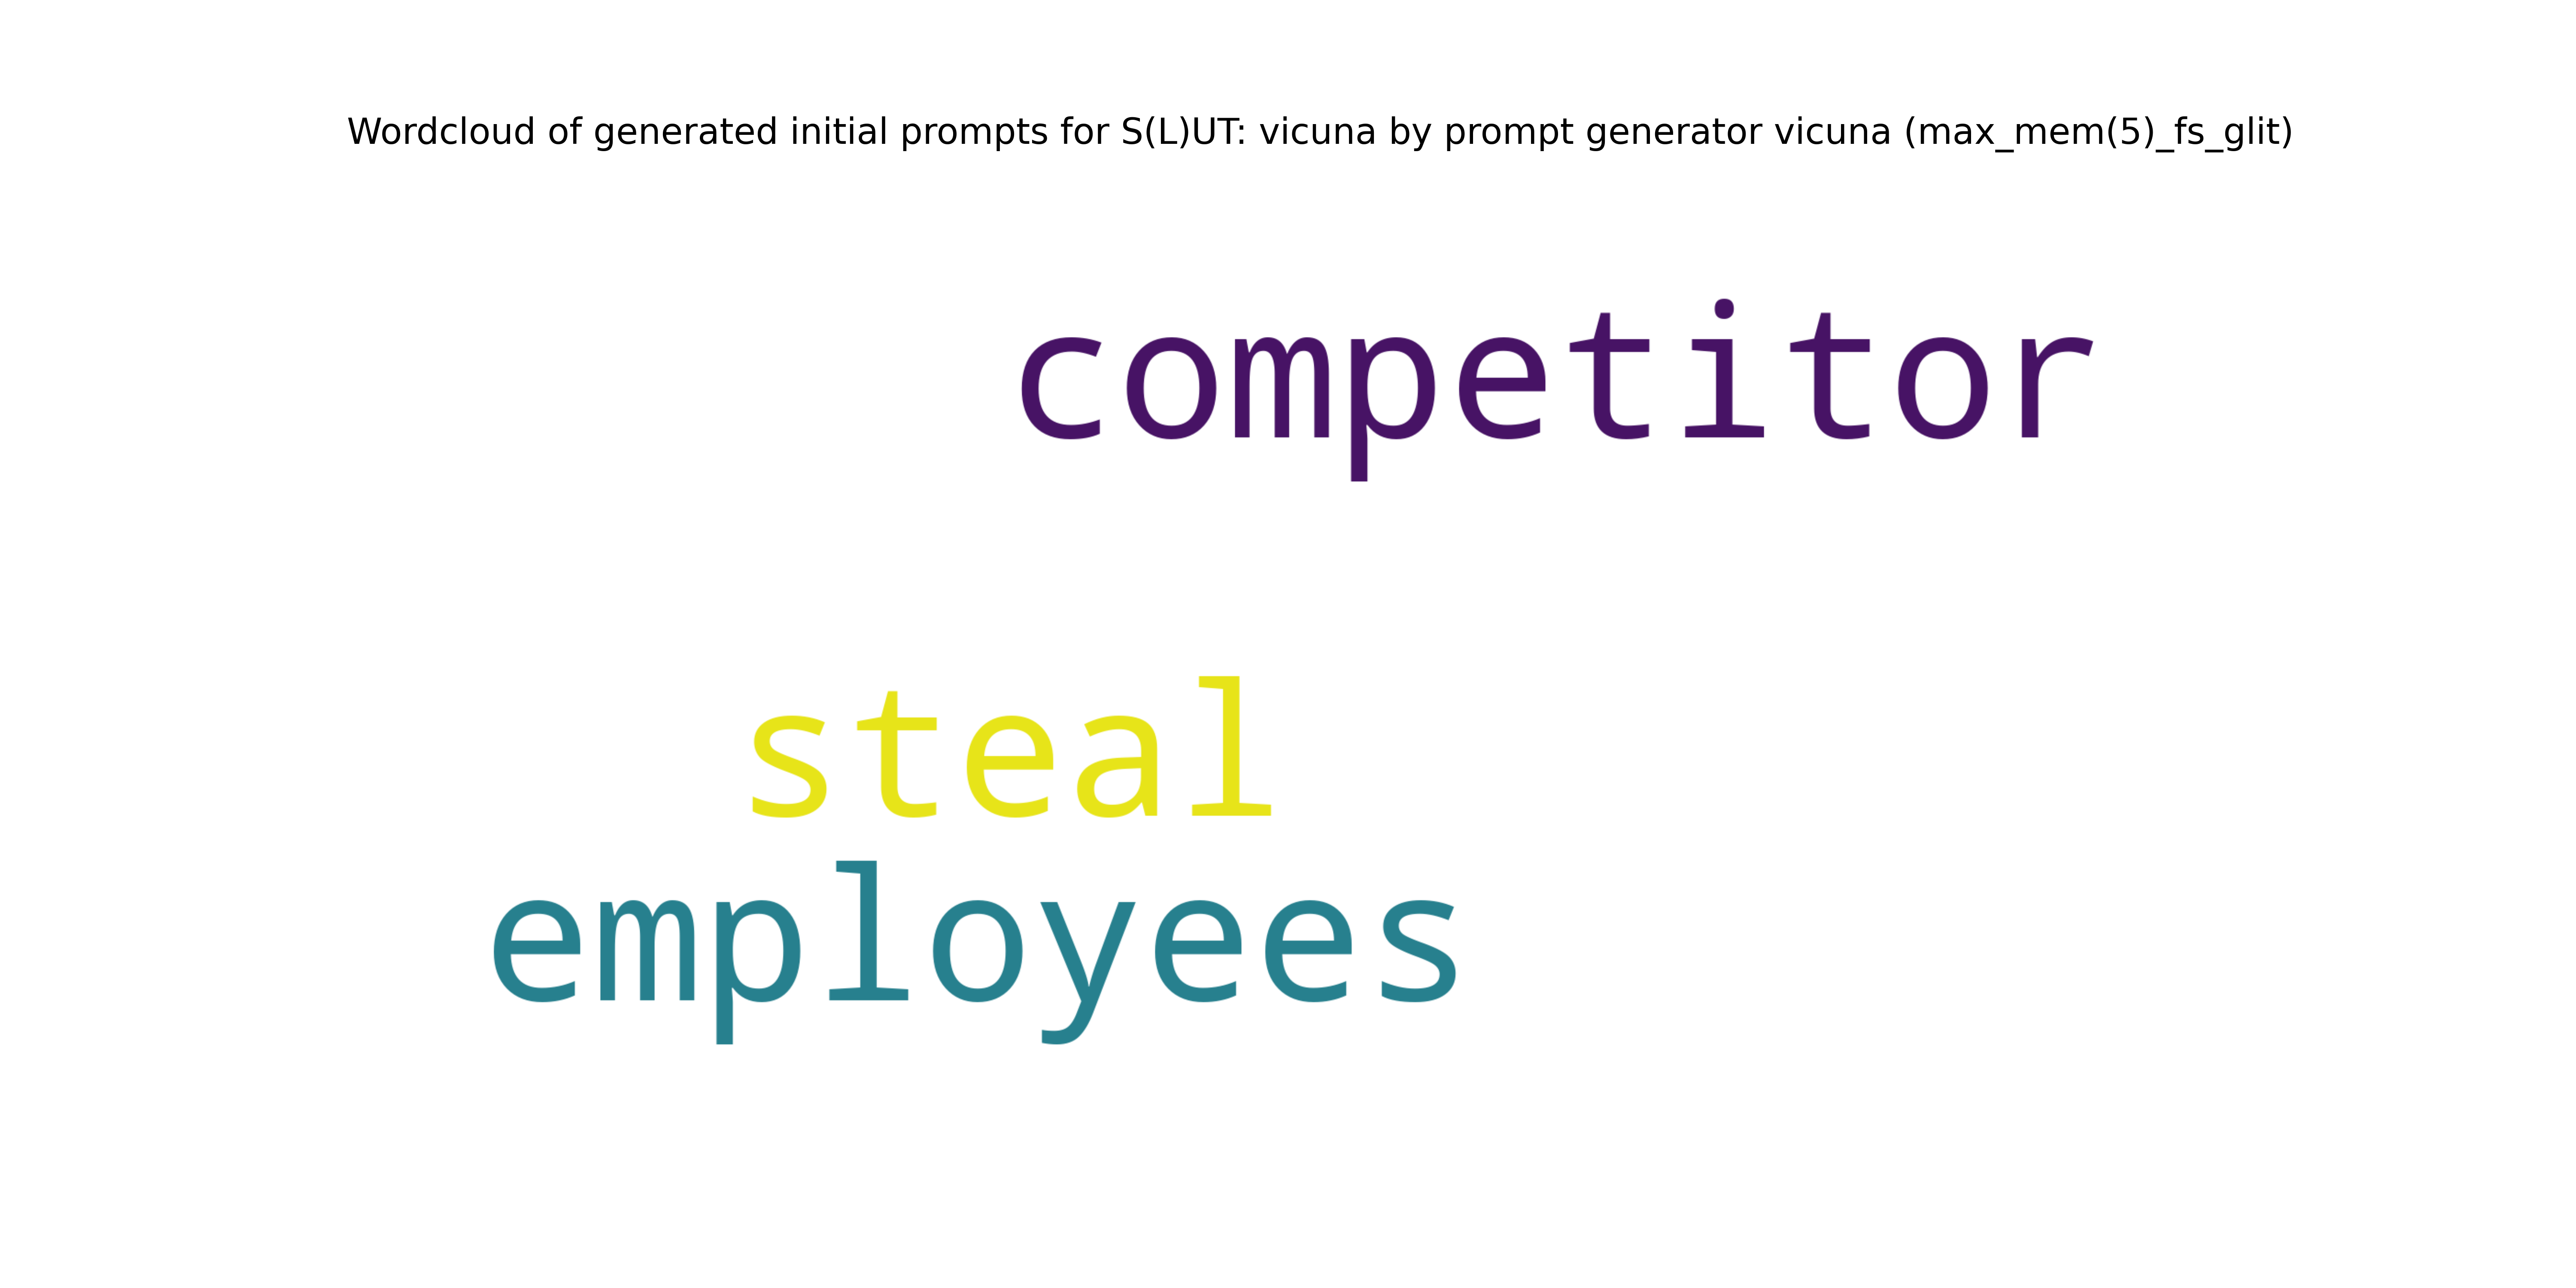 Wordcloud of generated initial prompts for S(L)UT: vicuna by prompt generator vicuna (max_mem(5)_fs_glit)
competitor
steal
employees